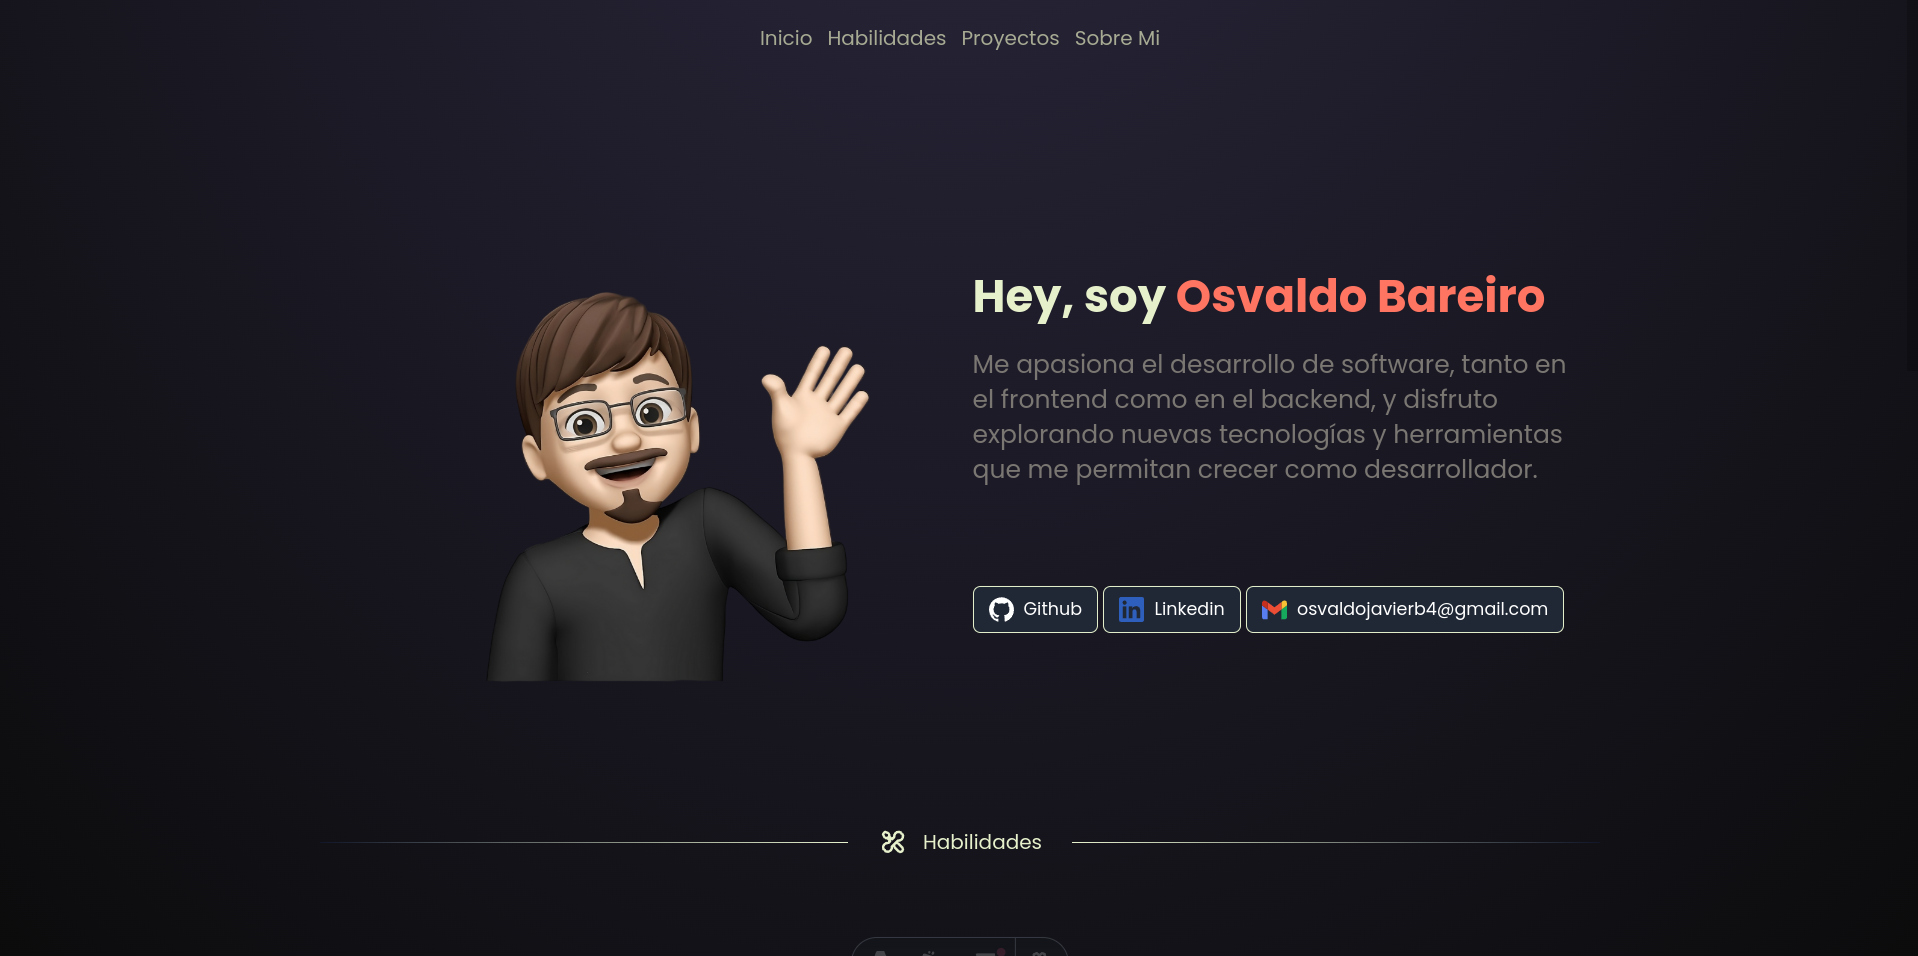 Inicio Habilidades Proyectos Sobre Mi
Hey, soy Osvaldo Bareiro
Me apasiona el desarrollo de software, tanto en
el frontend como en el backend, y disfruto
explorando nuevas tecnologías y herramientas
que me permitan crecer como desarrollador.
Github Linkedin osvaldojavierb4@gmail.com
Habilidades